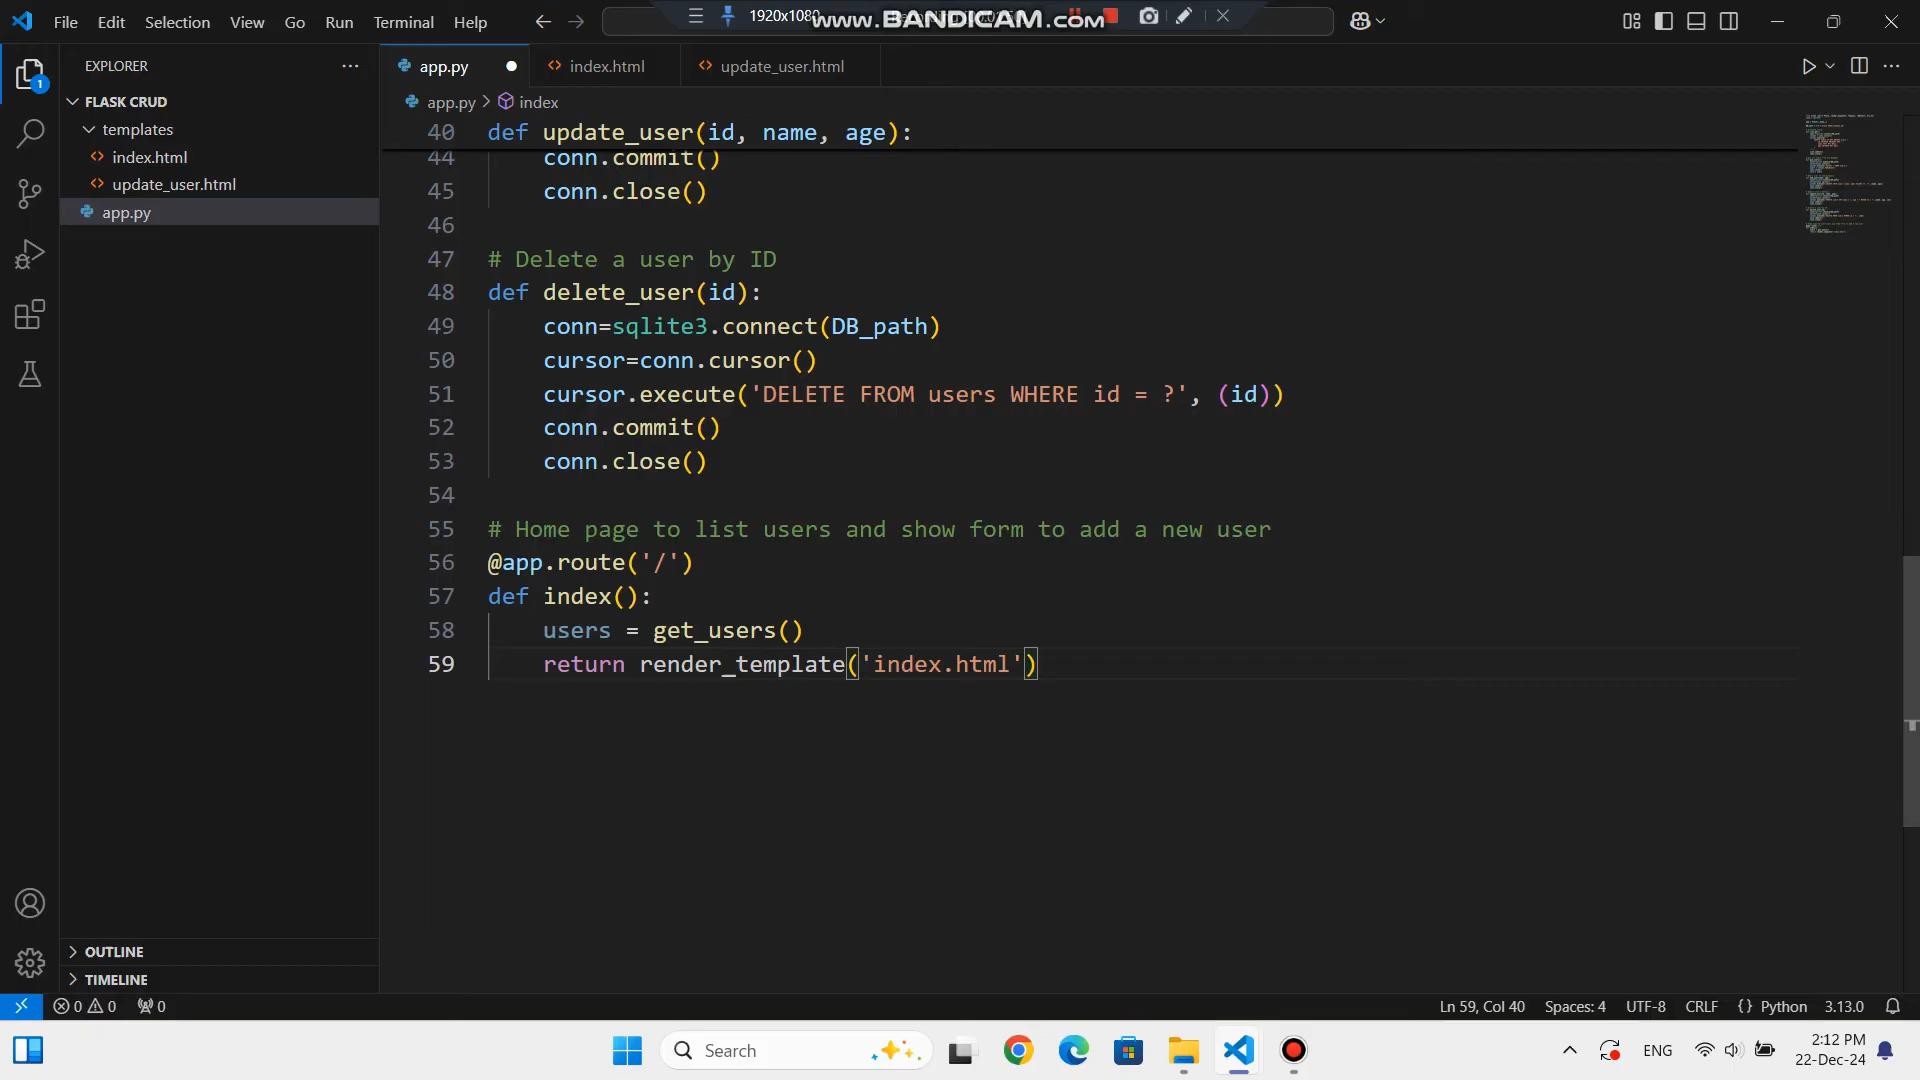 File Edit Selection View Go Run Terminal Help
1920x1080
www.BANDICAM.com
EXPLORER
1
FLASK CRUD
templates
index.html
update_user.html
app.py
app.py
index.html
update_user.html
app.py
index
40 def update_user(id, name, age):
44 conn.commit()
45 conn.close()
46
47 # Delete a user by ID
48 def delete_user(id):
49 conn=sqlite3.connect(DB_path)
50 cursor=conn.cursor()
51 cursor.execute('DELETE FROM users WHERE id = ?', (id))
52 conn.commit()
53 conn.close()
54
55 # Home page to list users and show form to add a new user
56 @app.route('/')
57 def index():
58 users = get_users()
59 return render_template('index.html')
OUTLINE
TIMELINE
0 0 0
Ln 59, Col 40 Spaces: 4 UTF-8 CRLF {} Python 3.13.0
Search
ENG
2:12 PM
22-Dec-24